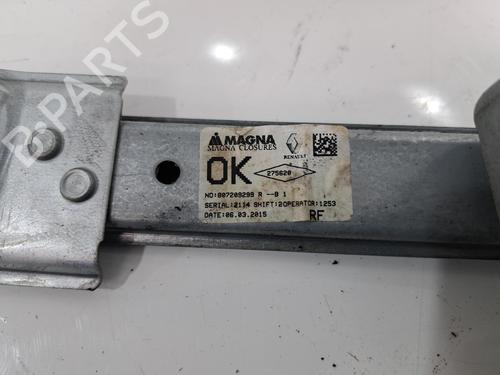 B-PARTS
MAGNA
MAGNA CLOSURES
RENAULT
OK
275620
NO:807209299 R --B 1
SERIAL:2114 SHIFT:2OPERATOR:1253
DATE:06.03.2015
RF